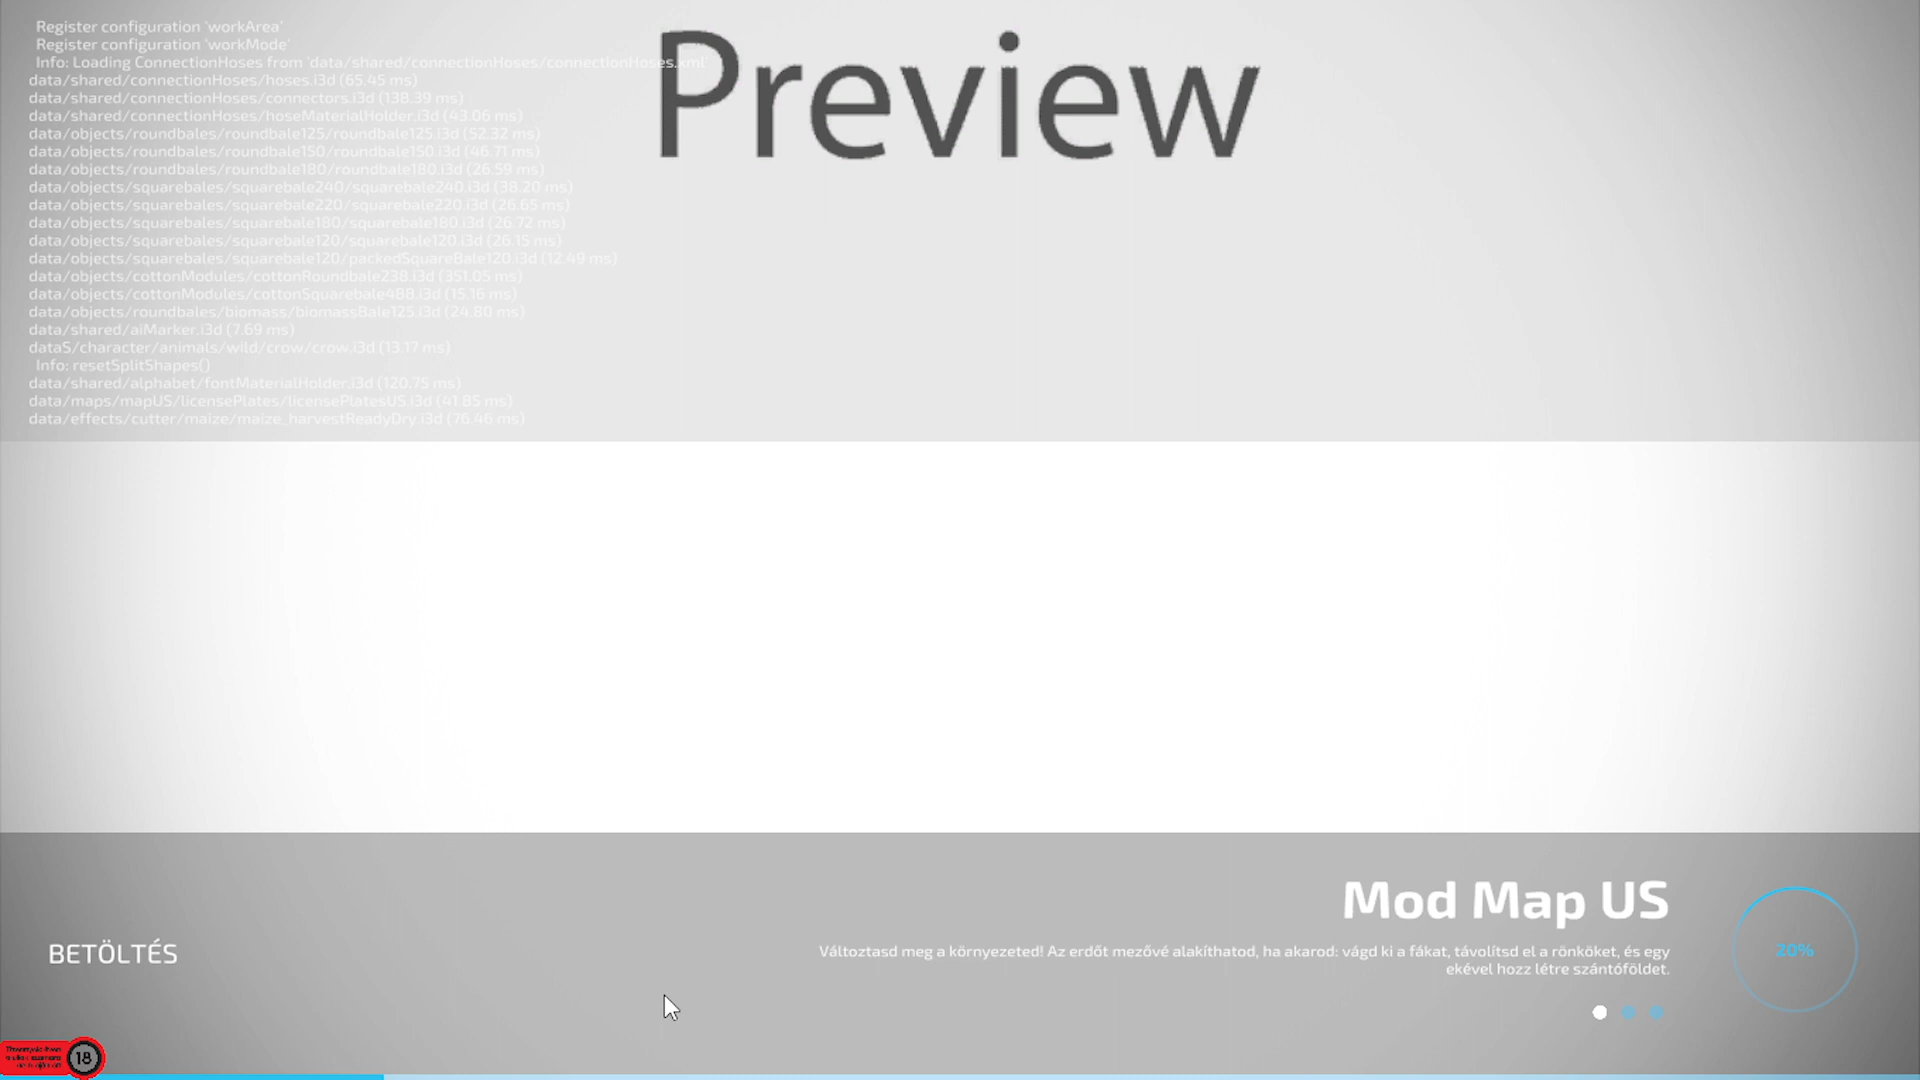 Register configuration 'workArea'
Register configuration 'workMode'
Info: Loading ConnectionHoses from 'data/shared/connectionHoses/connectionHoses.xml'
data/shared/connectionHoses/hoses.i3d (65.45 ms)
data/shared/connectionHoses/connectors.i3d (138.39 ms)
data/shared/connectionHoses/hoseMaterialHolder.i3d (43.06 ms)
data/objects/roundbales/roundbale125/roundbale125.i3d (52.32 ms)
data/objects/roundbales/roundbale150/roundbale150.i3d (46.71 ms)
data/objects/roundbales/roundbale180/roundbale180.i3d (26.59 ms)
data/objects/squarebales/squarebale240/squarebale240.i3d (38.20 ms)
data/objects/squarebales/squarebale220/squarebale220.i3d (26.65 ms)
data/objects/squarebales/squarebale180/squarebale180.i3d (26.72 ms)
data/objects/squarebales/squarebale120/squarebale120.i3d (26.15 ms)
data/objects/squarebales/squarebale120/packedSquareBale120.i3d (12.49 ms)
data/objects/cottonModules/cottonRoundbale238.i3d (351.05 ms)
data/objects/cottonModules/cottonSquarebale488.i3d (15.16 ms)
data/objects/roundbales/biomass/biomassBale125.i3d (24.80 ms)
data/shared/aiMarker.i3d (7.69 ms)
dataS/character/animals/wild/crow/crow.i3d (13.17 ms)
Info: resetSplitShapes()
data/shared/alphabet/fontMaterialHolder.i3d (120.75 ms)
data/maps/mapUS/licensePlates/licensePlatesUS.i3d (41.85 ms)
data/effects/cutter/maize/maize_harvestReadyDry.i3d (76.46 ms)
Preview
Mod Map US
BETÖLTÉS
Változtasd meg a környezeted! Az erdőt mezővé alakíthatod, ha akarod: vágd ki a fákat, távolítsd el a rönköket, és egy
ekével hozz létre szántóföldet.
20%
18